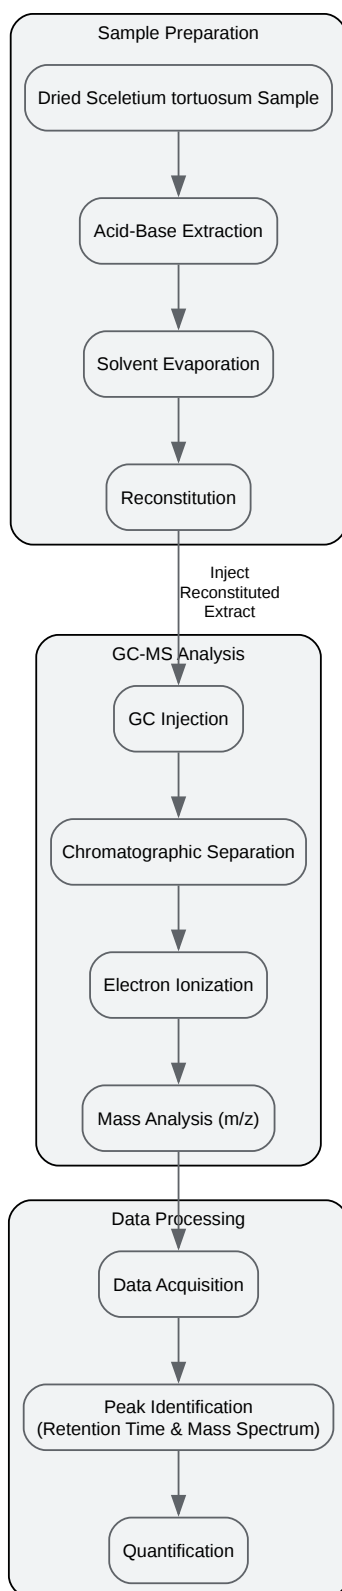 Sample Preparation
Dried Sceletium tortuosum Sample
Acid-Base Extraction
Solvent Evaporation
Reconstitution
Inject
Reconstituted
Extract
GC-MS Analysis
GC Injection
Chromatographic Separation
Electron Ionization
Mass Analysis (m/z)
Data Processing
Data Acquisition
Peak Identification
(Retention Time & Mass Spectrum)
Quantification